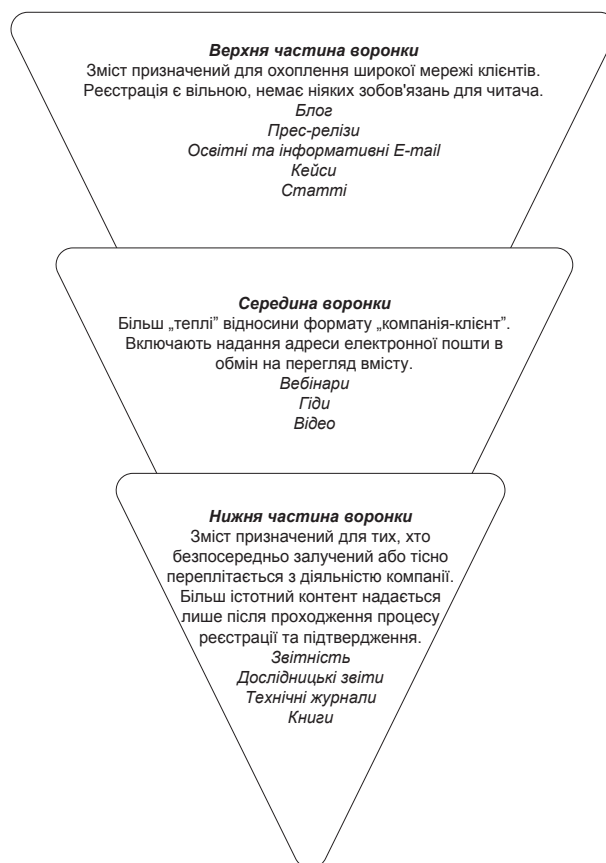 Верхня частина воронки
Зміст призначений для охоплення широкої мережі клієнтів.
Реєстрація є вільною, немає ніяких зобов'язань для читача.
Блог
Прес-релізи
Освітні та інформативні E-mail
Кейси
Статті
Середина воронки
Більш „теплі” відносини формату „компанія-клієнт”.
Включають надання адреси електронної пошти в
обмін на перегляд вмісту.
Вебінари
Гіди
Відео
Нижня частина воронки
Зміст призначений для тих, хто
безпосередньо залучений або тісно
переплітається з діяльністю компанії.
Більш істотний контент надається
лише після проходження процесу
реєстрації та підтвердження.
Звітність
Дослідницькі звіти
Технічні журнали
Книги